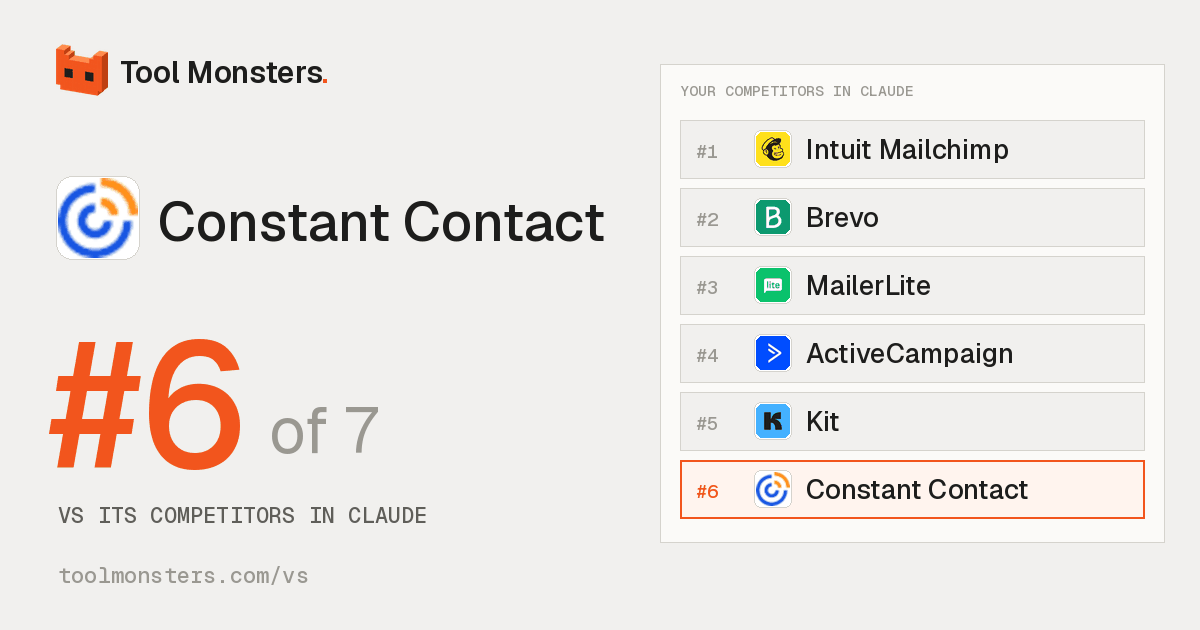 Tool Monsters.
Constant Contact
#6 of 7
VS ITS COMPETITORS IN CLAUDE
toolmonsters.com/vs
YOUR COMPETITORS IN CLAUDE
#1 Intuit Mailchimp
#2 B Brevo
#3 lite MailerLite
#4 ActiveCampaign
#5 K Kit
#6 Constant Contact